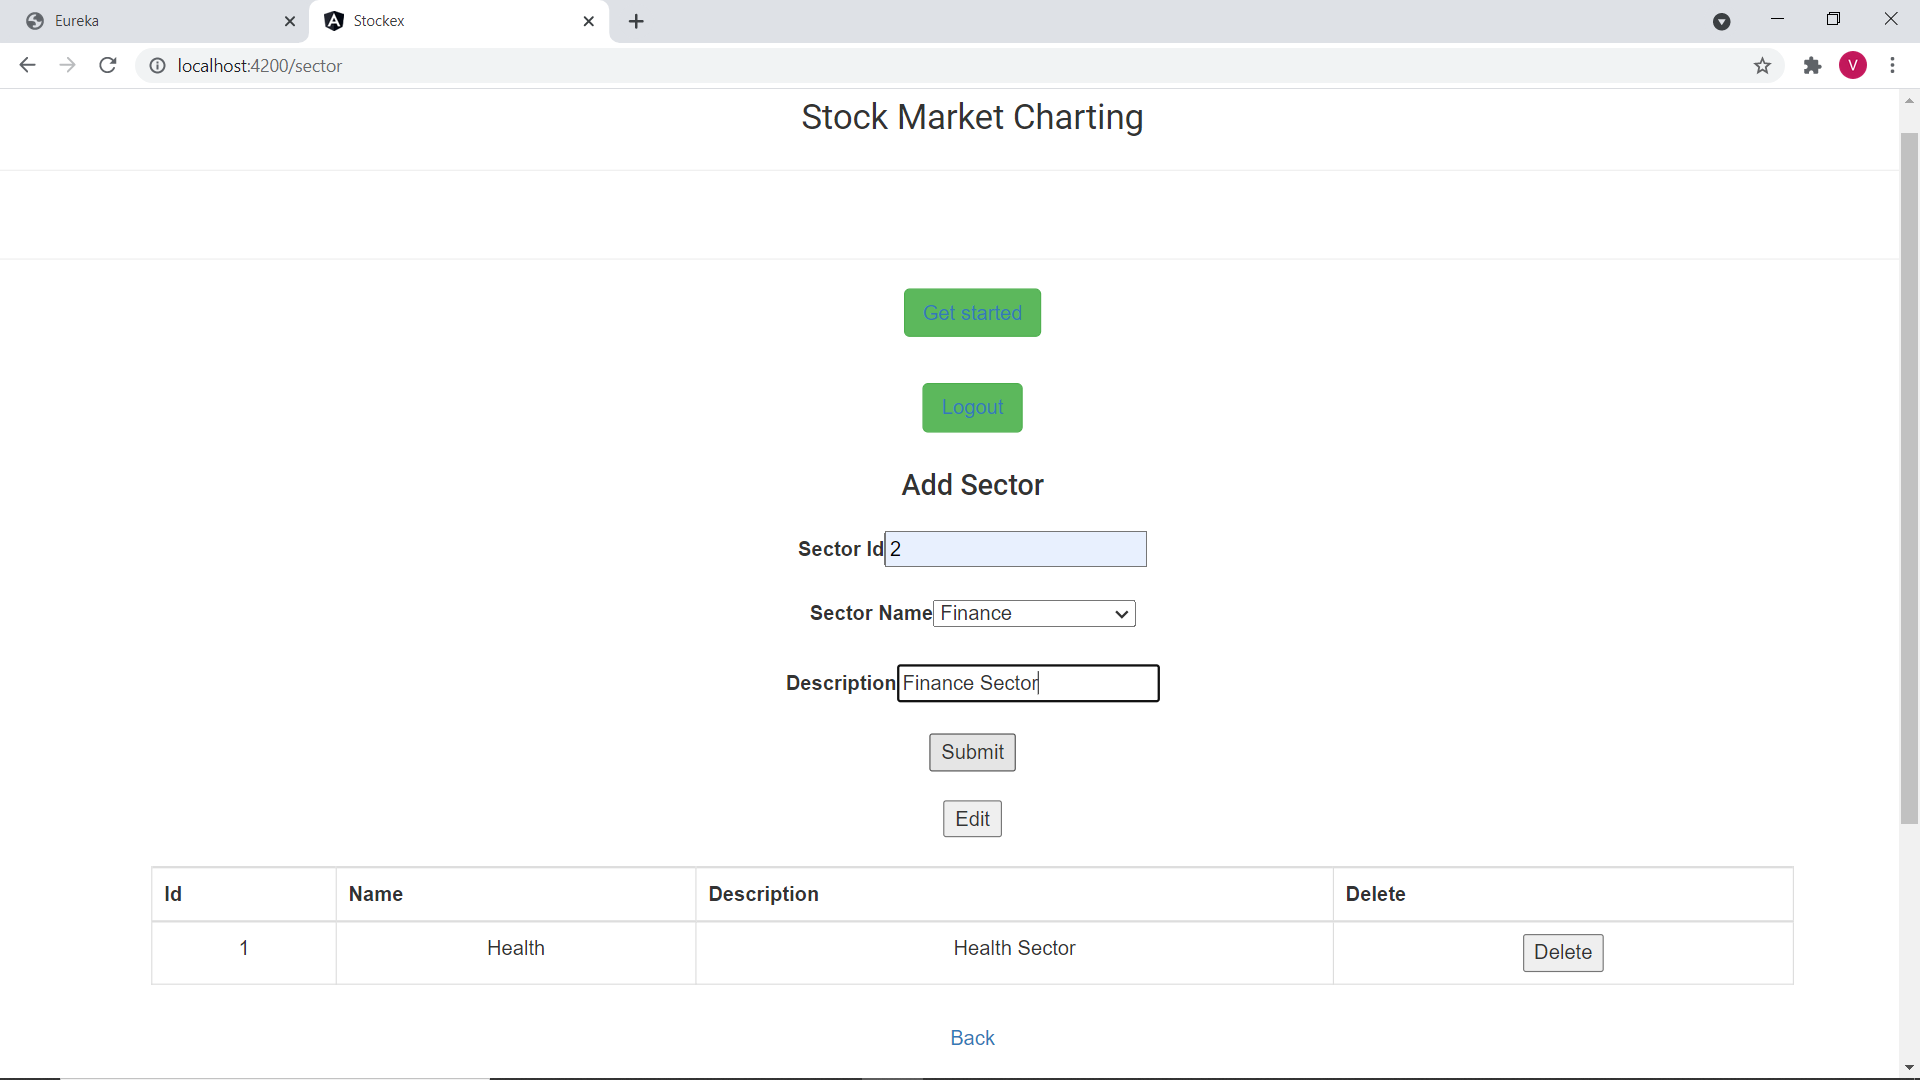 Eureka
Stockex
localhost:4200/sector
V
Stock Market Charting
Get started
Logout
Add Sector
Sector Id 2
Sector Name Finance
Description Finance Sector
Submit
Edit
Id Name Description Delete
1 Health Health Sector Delete
Back